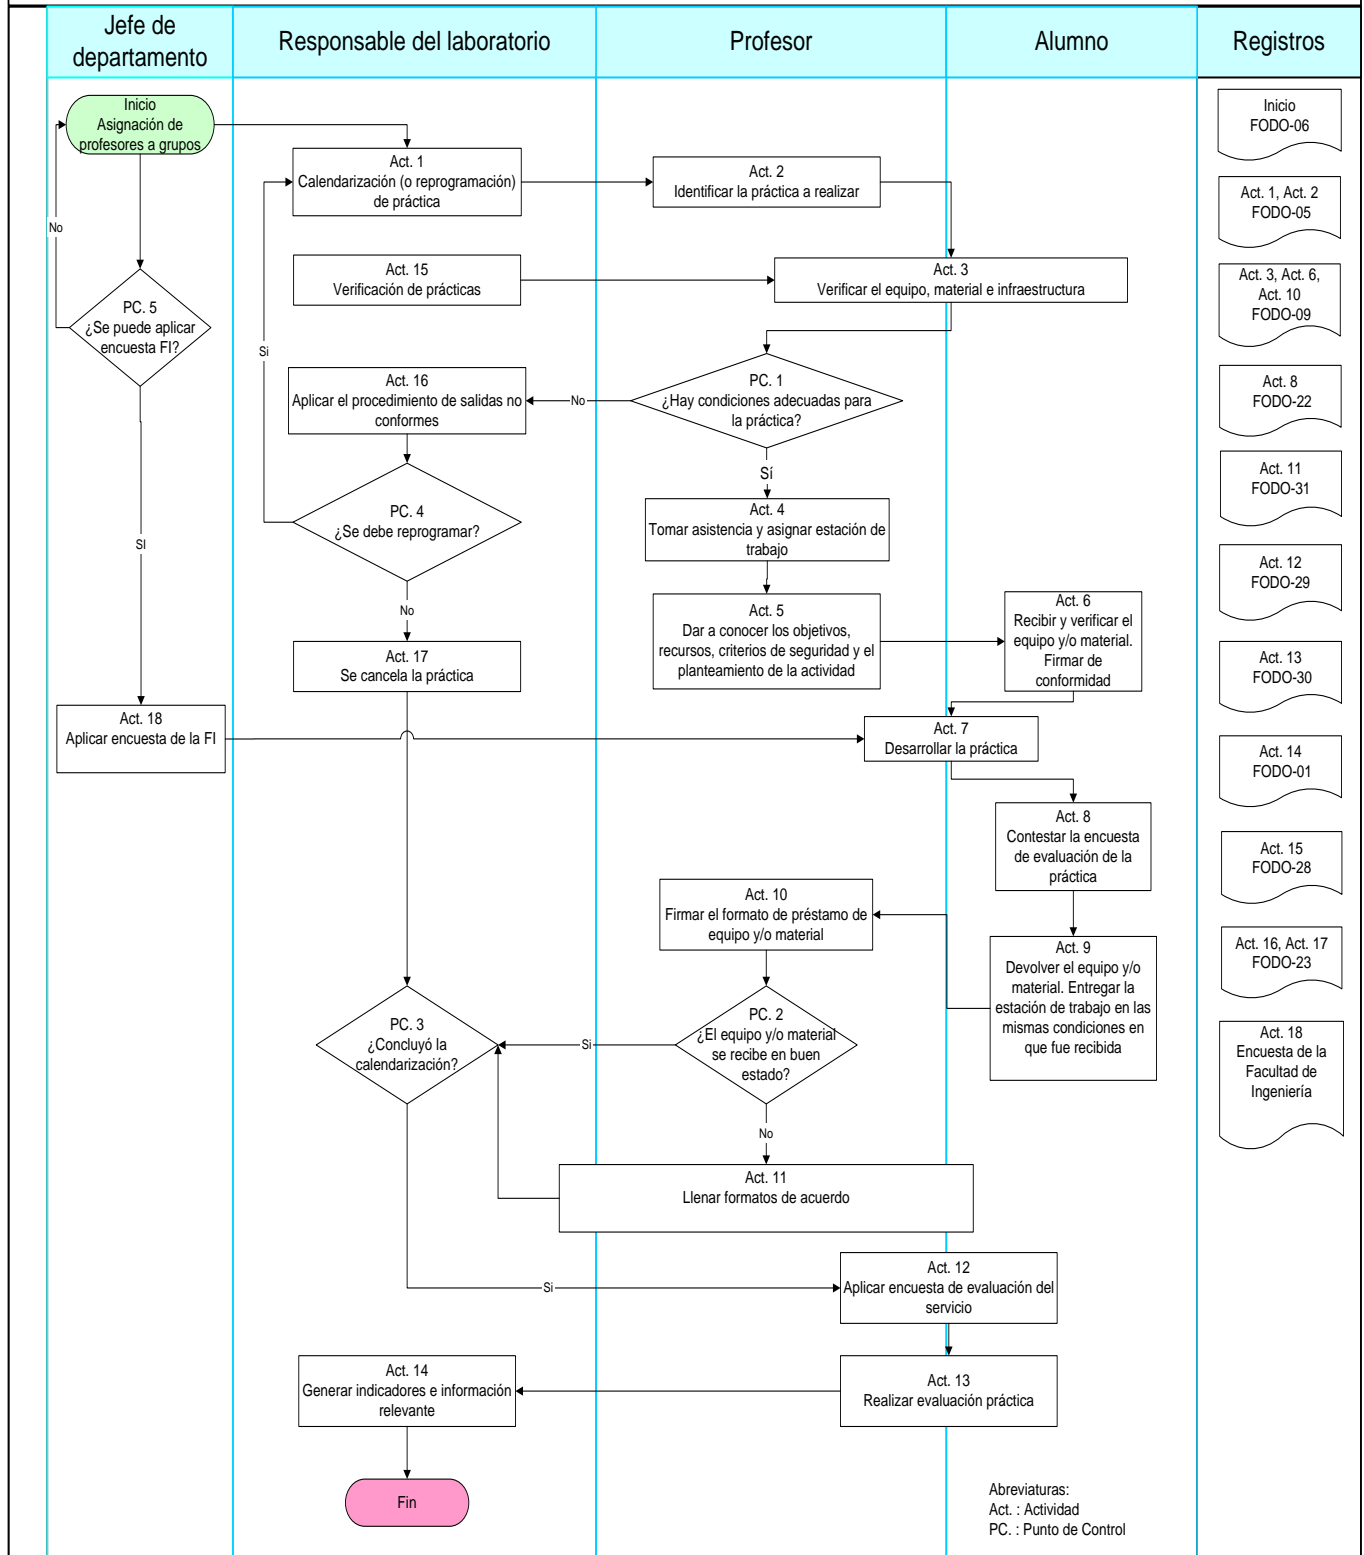 Jefe de
departamento
Responsable del laboratorio
Profesor
Alumno
Registros
Inicio
Asignación de
profesores a grupos
No
PC. 5
¿Se puede aplicar
encuesta FI?
SI
Act. 18
Aplicar encuesta de la FI
Act. 1
Calendarización (o reprogramación)
de práctica
Act. 2
Identificar la práctica a realizar
Act. 15
Verificación de prácticas
Act. 3
Verificar el equipo, material e infraestructura
Si
Act. 16
Aplicar el procedimiento de salidas no
conformes
No
PC. 1
¿Hay condiciones adecuadas para
la práctica?
Sí
PC. 4
¿Se debe reprogramar?
No
Act. 4
Tomar asistencia y asignar estación de
trabajo
Act. 5
Dar a conocer los objetivos,
recursos, criterios de seguridad y el
planteamiento de la actividad
Act. 6
Recibir y verificar el
equipo y/o material.
Firmar de
conformidad
Act. 17
Se cancela la práctica
Act. 7
Desarrollar la práctica
Act. 8
Contestar la encuesta
de evaluación de la
práctica
Act. 10
Firmar el formato de préstamo de
equipo y/o material
Act. 9
Devolver el equipo y/o
material. Entregar la
estación de trabajo en las
mismas condiciones en
que fue recibida
PC. 3
¿Concluyó la
calendarización?
Si
PC. 2
¿El equipo y/o material
se recibe en buen
estado?
No
Act. 11
Llenar formatos de acuerdo
Si
Act. 12
Aplicar encuesta de evaluación del
servicio
Act. 14
Generar indicadores e información
relevante
Act. 13
Realizar evaluación práctica
Fin
Abreviaturas:
Act. : Actividad
PC. : Punto de Control
Inicio
FODO-06
Act. 1, Act. 2
FODO-05
Act. 3, Act. 6,
Act. 10
FODO-09
Act. 8
FODO-22
Act. 11
FODO-31
Act. 12
FODO-29
Act. 13
FODO-30
Act. 14
FODO-01
Act. 15
FODO-28
Act. 16, Act. 17
FODO-23
Act. 18
Encuesta de la
Facultad de
Ingeniería